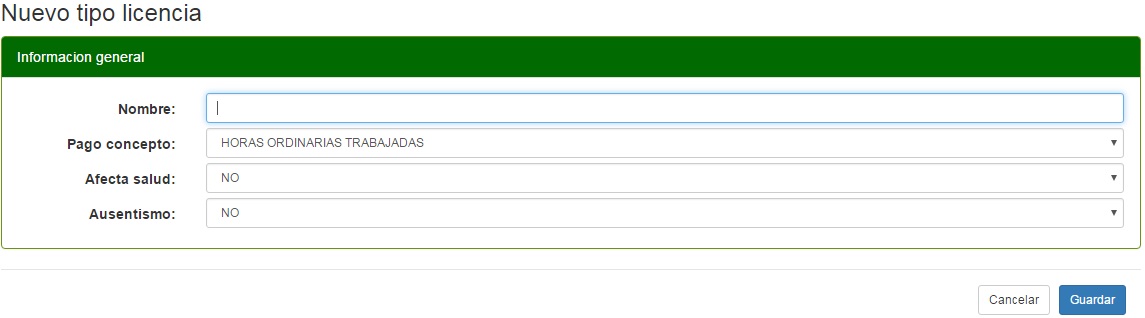 Nuevo tipo licencia
Informacion general
Nombre:
Pago concepto: HORAS ORDINARIAS TRABAJADAS
Afecta salud: NO
Ausentismo: NO
Cancelar Guardar